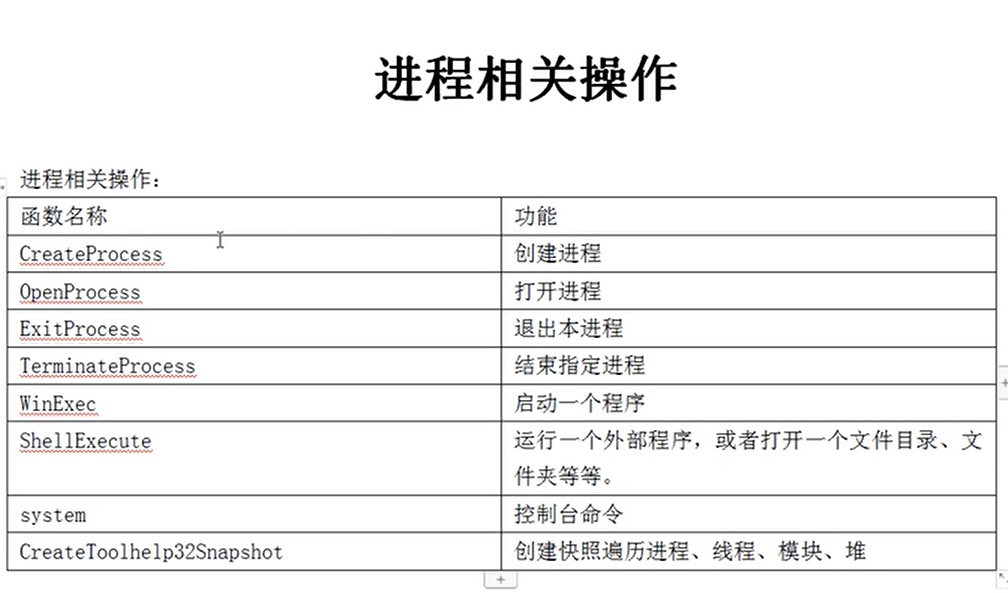 进程相关操作
进程相关操作：
函数名称 功能
CreateProcess 创建进程
OpenProcess 打开进程
ExitProcess 退出本进程
TerminateProcess 结束指定进程
WinExec 启动一个程序
ShellExecute 运行一个外部程序，或者打开一个文件目录、文
件夹等等。
system 控制台命令
CreateToolhelp32Snapshot 创建快照遍历进程、线程、模块、堆